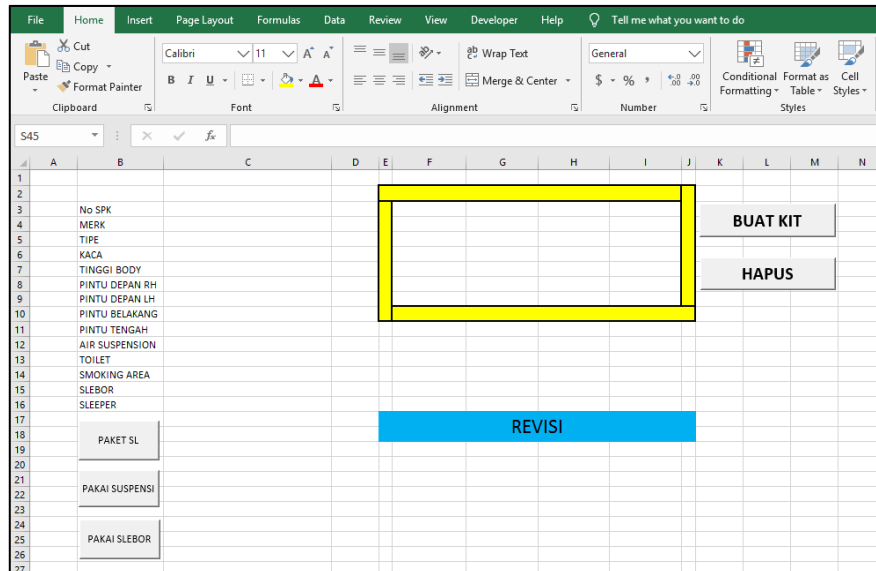 File Home Insert Page Layout Formulas Data Review View Developer Help Tell me what you want to do
Paste
Cut
Copy
Format Painter
Clipboard
Calibri 11
B I U
A
Font
ab Wrap Text
Merge & Center
Alignment
General
$ % , .00
Number
Conditional Formatting
Format as Table
Cell Styles
Styles
S45 fx
A B C D E F G H I J K L M N
1
2
3 No SPK
4 MERK
5 TIPE
6 KACA
7 TINGGI BODY
8 PINTU DEPAN RH
9 PINTU DEPAN LH
10 PINTU BELAKANG
11 PINTU TENGAH
12 AIR SUSPENSION
13 TOILET
14 SMOKING AREA
15 SLEBOR
16 SLEEPER
17
18
19
20
21
22
23
24
25
26
27
BUAT KIT
HAPUS
REVISI
PAKET SL
PAKAI SUSPENSI
PAKAI SLEBOR